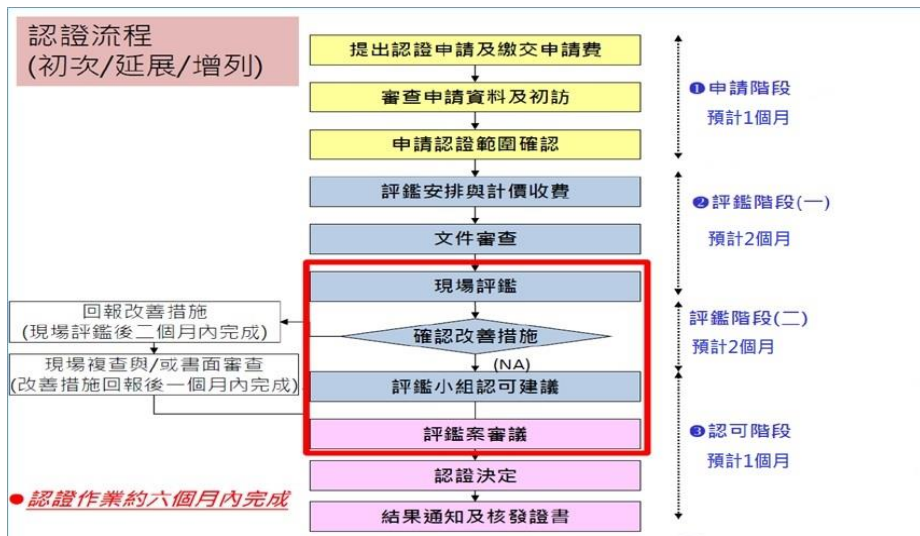 認證流程
(初次/延展/增列)
提出認證申請及繳交申請費
審查申請資料及初訪
申請認證範圍確認
❶申請階段
預計1個月
評鑑安排與計價收費
文件審查
現場評鑑
❷評鑑階段(一)
預計2個月
回報改善措施
(現場評鑑後二個月內完成)
確認改善措施
(NA)
現場複查與/或書面審查
(改善措施回報後一個月內完成)
評鑑小組認可建議
評鑑階段(二)
預計2個月
評鑑案審議
認證決定
結果通知及核發證書
❸認可階段
預計1個月
●認證作業約六個月內完成